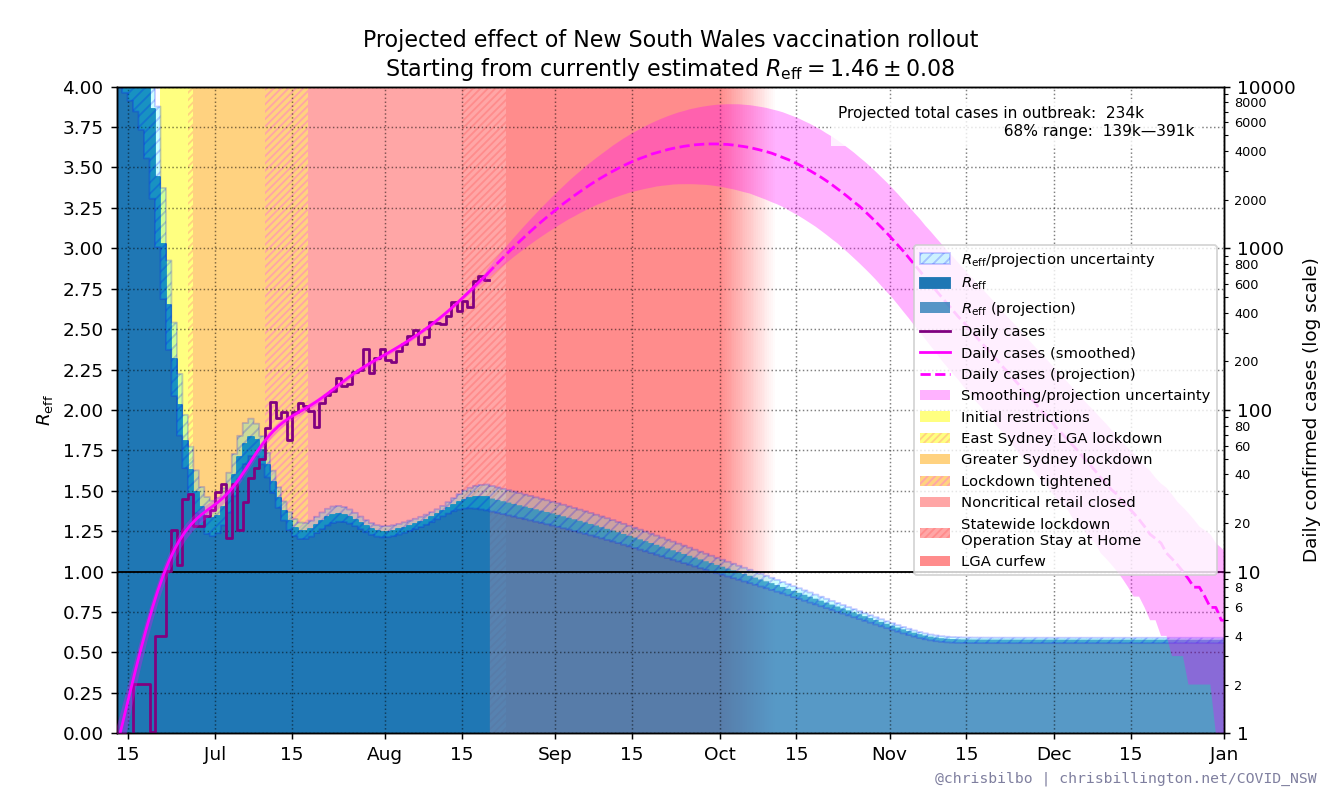 Projected effect of New South Wales vaccination rollout
Starting from currently estimated Reff = 1.46 ± 0.08
Projected total cases in outbreak: 234k
68% range: 139k—391k
4.00
3.75
3.50
3.25
3.00
2.75
2.50
2.25
2.00
1.75
1.50
1.25
1.00
0.75
0.50
0.25
0.00
Reff
10000
8000
6000
4000
2000
1000
800
600
400
200
100
80
60
40
20
10
8
6
4
2
1
Daily confirmed cases (log scale)
Reff/projection uncertainty
Reff
Reff (projection)
Daily cases
Daily cases (smoothed)
Daily cases (projection)
Smoothing/projection uncertainty
Initial restrictions
East Sydney LGA lockdown
Greater Sydney lockdown
Lockdown tightened
Noncritical retail closed
Statewide lockdown
Operation Stay at Home
LGA curfew
15 Jul 15 Aug 15 Sep 15 Oct 15 Nov 15 Dec 15 Jan
@chrisbilbo | chrisbillington.net/COVID_NSW